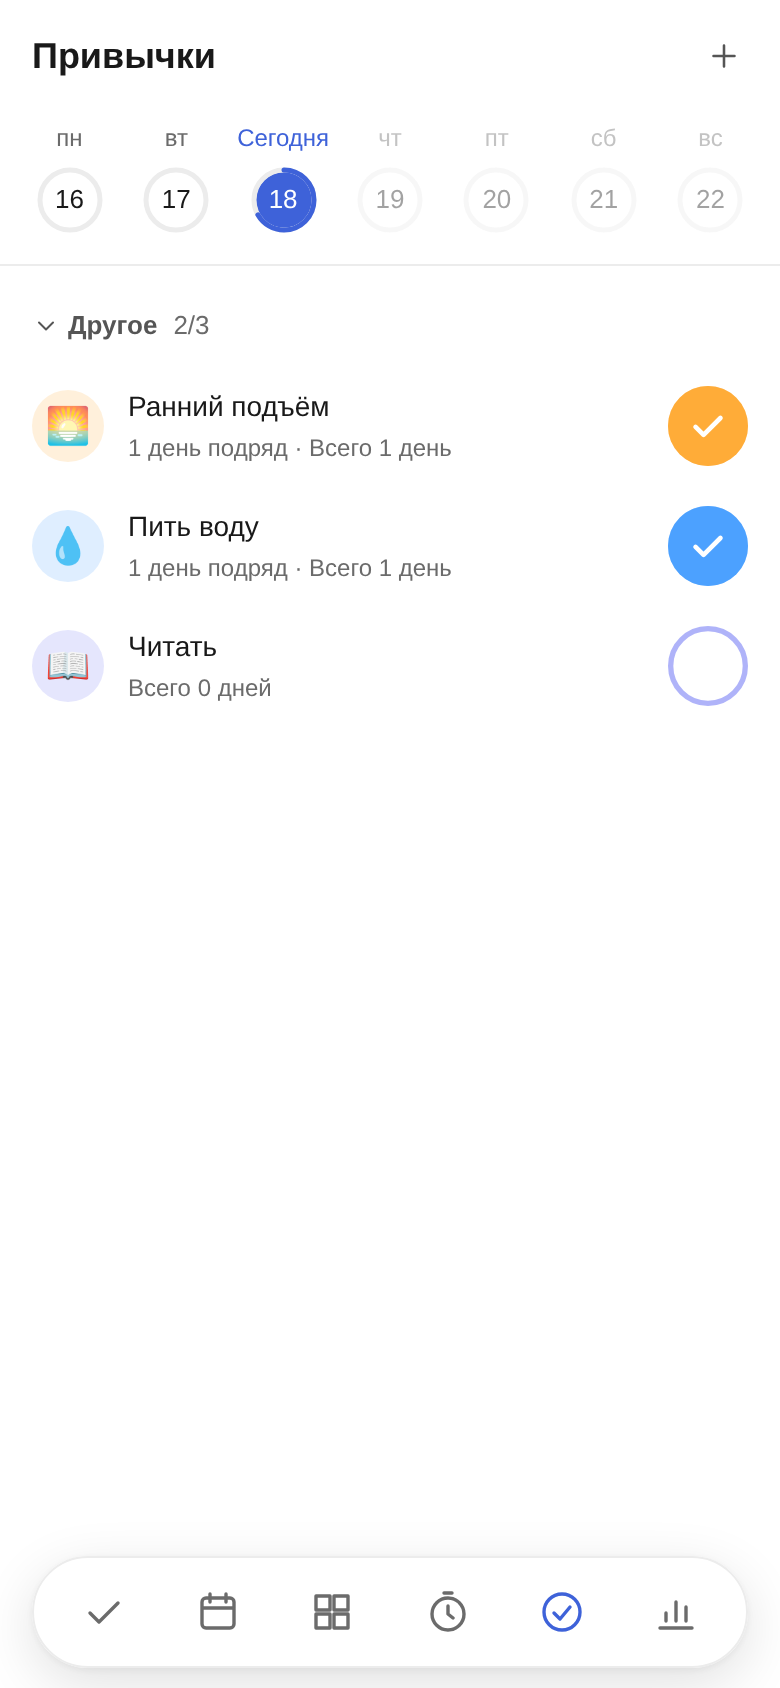 Привычки
пн вт Сегодня чт пт сб вс
16 17 18 19 20 21 22
Другое 2/3
Ранний подъём
1 день подряд · Всего 1 день
Пить воду
1 день подряд · Всего 1 день
Читать
Всего 0 дней